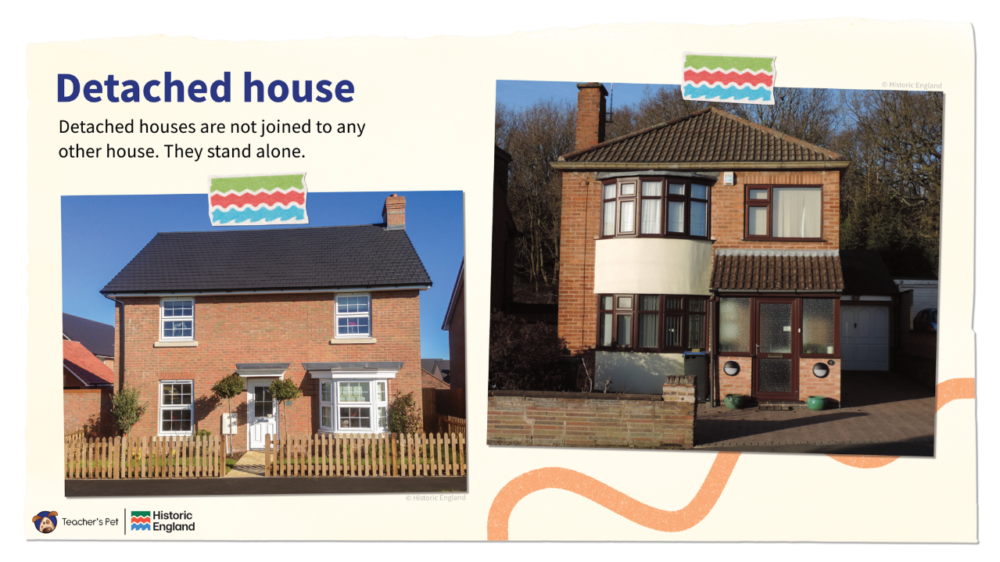 Detached house
Detached houses are not joined to any
other house. They stand alone.
© Historic England
© Historic England
Teacher's Pet
Historic
England